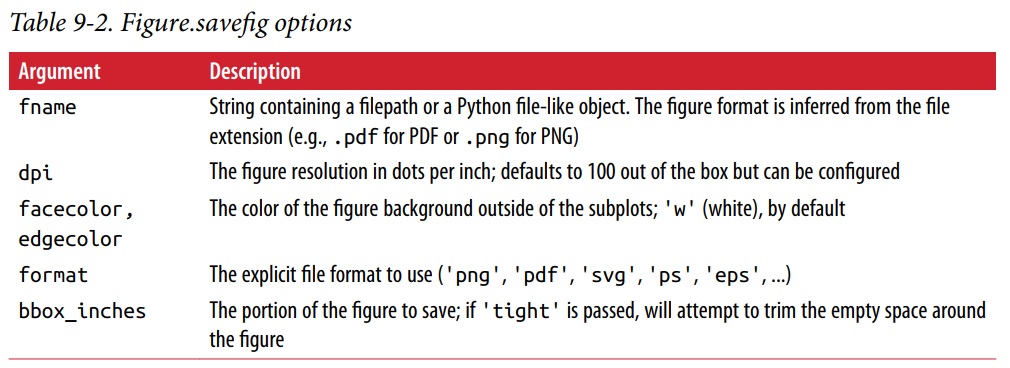 Table 9-2. Figure.savefig options
Argument Description
fname String containing a filepath or a Python file-like object. The figure format is inferred from the file
extension (e.g., .pdf for PDF or .png for PNG)
dpi The figure resolution in dots per inch; defaults to 100 out of the box but can be configured
facecolor, The color of the figure background outside of the subplots; 'w' (white), by default
edgecolor
format The explicit file format to use ('png', 'pdf', 'svg', 'ps', 'eps', ...)
bbox_inches The portion of the figure to save; if 'tight' is passed, will attempt to trim the empty space around
the figure